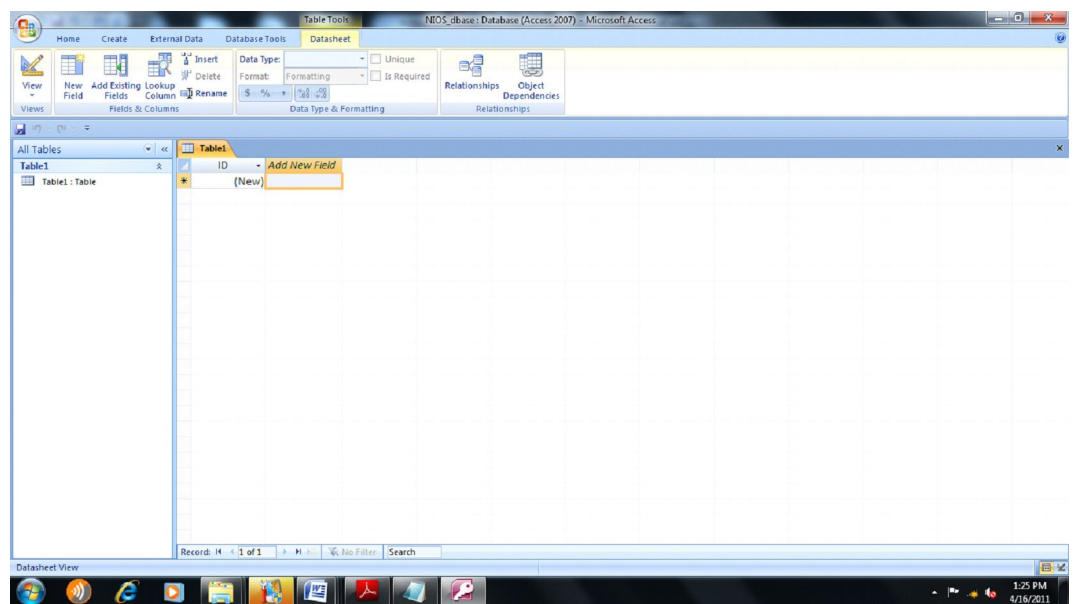 Table Tools NIOS_dbase : Database (Access 2007) - Microsoft Access
Home Create External Data Database Tools Datasheet
View
New Field
Add Existing Fields
Lookup Column
Insert
Delete
Rename
Data Type:
Format: Formatting
$ % ,
Unique
Is Required
Relationships
Object Dependencies
Views Fields & Columns Data Type & Formatting Relationships
All Tables «
Table1
Table1 : Table
Table1
ID Add New Field
* (New)
Record: 1 of 1 No Filter Search
Datasheet View
1:25 PM
4/16/2011